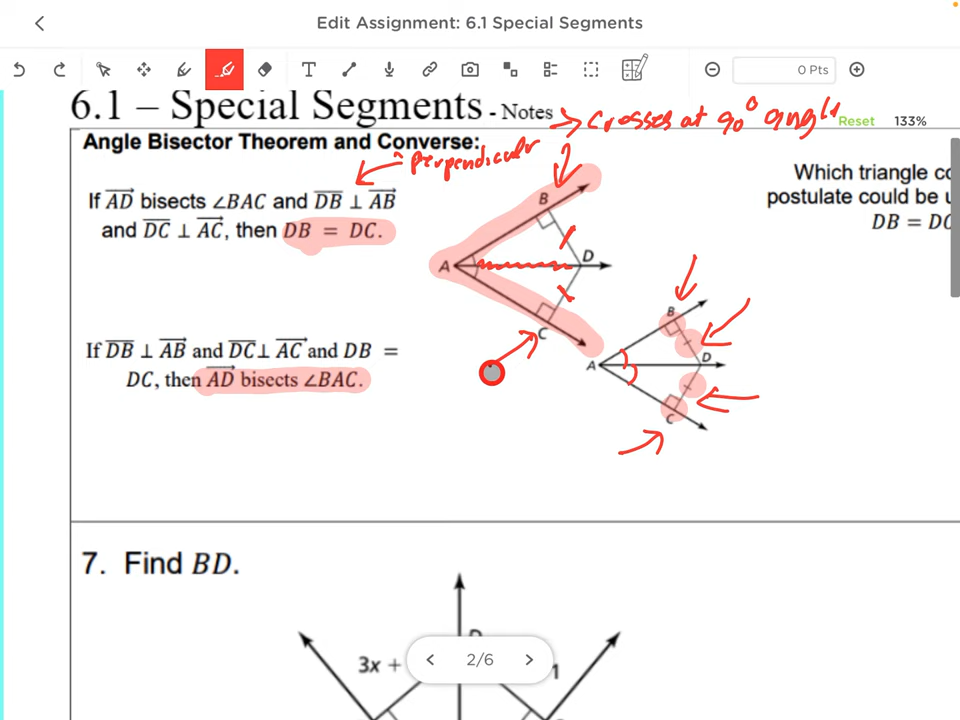 Edit Assignment: 6.1 Special Segments
T
0 Pts
6.1 – Special Segments - Notes
> Crosses at 90° angle
Reset
133%
Angle Bisector Theorem and Converse:
"perpendicular
If AD bisects ∠BAC and DB ⊥ AB
and DC ⊥ AC, then DB = DC.
B
A
D
C
Which triangle co
postulate could be u
DB = DC
If DB ⊥ AB and DC ⊥ AC and DB =
DC, then AD bisects ∠BAC.
B
A
D
C
7. Find BD.
3x +
1
2/6